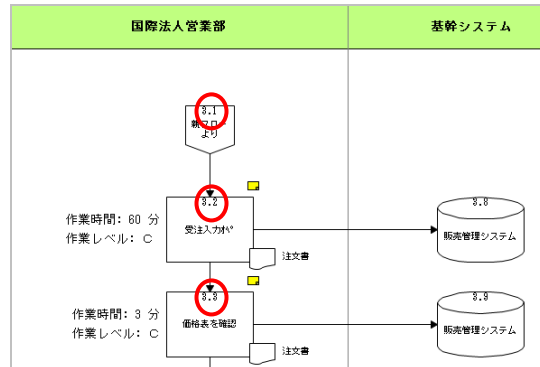 国際法人営業部
基幹システム
3.1
親フロー
より
3.2
作業時間: 60 分
作業レベル: C
受注入力ｵﾍﾟ
注文書
3.8
販売管理システム
3.3
作業時間: 3 分
作業レベル: C
価格表を確認
注文書
3.9
販売管理システム